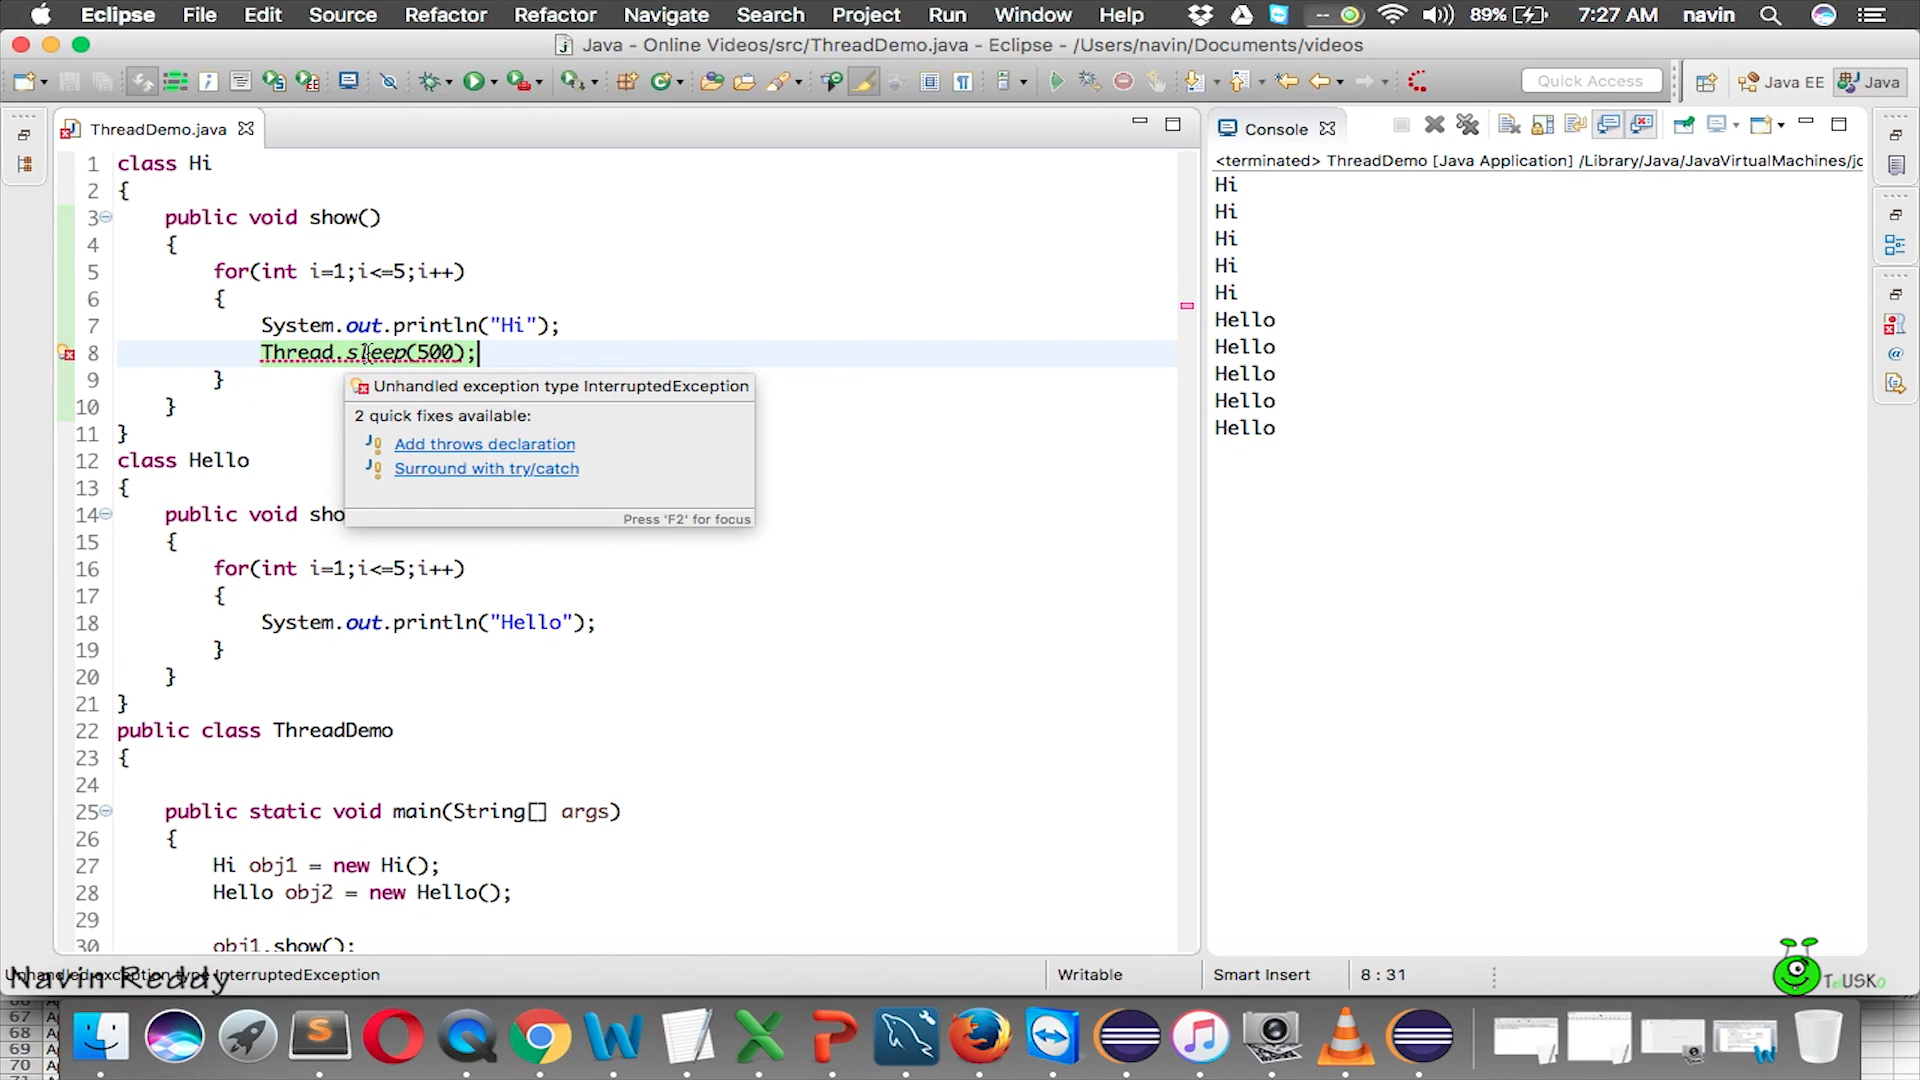 Eclipse File Edit Source Refactor Refactor Navigate Search Project Run Window Help 89% 7:27 AM navin
Java - Online Videos/src/ThreadDemo.java - Eclipse - /Users/navin/Documents/videos
Quick Access Java EE Java
ThreadDemo.java
1 class Hi
2 {
3 public void show()
4 {
5 for(int i=1;i<=5;i++)
6 {
7 System.out.println("Hi");
8 Thread.sleep(500);
9 }
10 }
11 }
12 class Hello
13 {
14 public void sho
15 {
16 for(int i=1;i<=5;i++)
17 {
18 System.out.println("Hello");
19 }
20 }
21 }
22 public class ThreadDemo
23 {
24
25 public static void main(String[] args)
26 {
27 Hi obj1 = new Hi();
28 Hello obj2 = new Hello();
29
30 obj1.show();
Unhandled exception type InterruptedException
2 quick fixes available:
Add throws declaration
Surround with try/catch
Press 'F2' for focus
Console
<terminated> ThreadDemo [Java Application] /Library/Java/JavaVirtualMachines/jd
Hi
Hi
Hi
Hi
Hi
Hello
Hello
Hello
Hello
Hello
Unhandled exception type InterruptedException Writable Smart Insert 8 : 31
Navin Reddy
TelUSKo
67
68
69
70